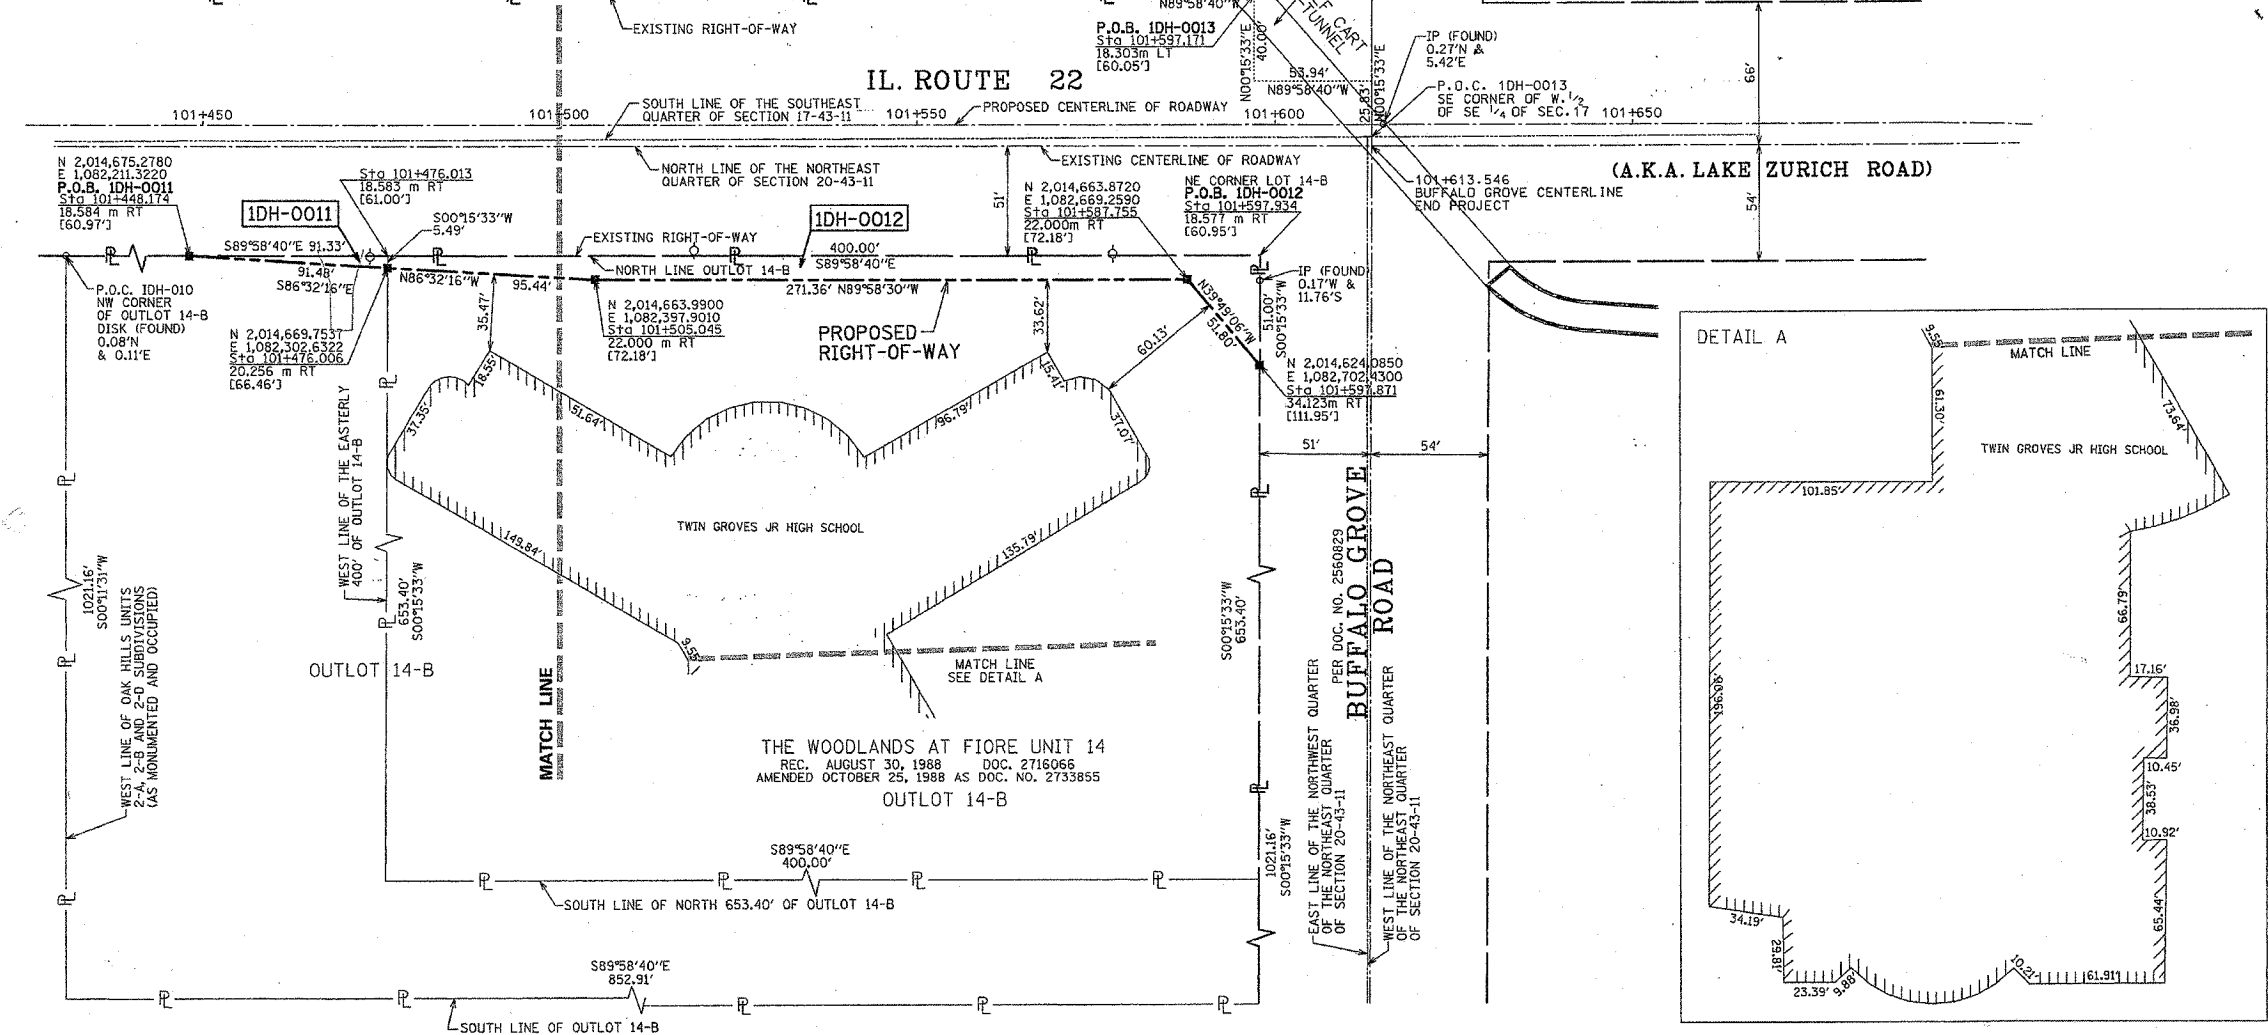 EXISTING RIGHT-OF-WAY
N89°58'40"W
P.O.B. 1DH-0013
Sta 101+597.171
18.303m LT
[60.05']
N00°15'33"E
40.00'
CART
TUNNEL
53.94'
N89°58'40"W
25.83'
N00°15'33"E
IP (FOUND)
0.27'N &
5.42'E
P.O.C. 1DH-0013
SE CORNER OF W. 1/2
OF SE 1/4 OF SEC. 17
66'
IL. ROUTE 22
SOUTH LINE OF THE SOUTHEAST
QUARTER OF SECTION 17-43-11
PROPOSED CENTERLINE OF ROADWAY
101+450
101+500
101+550
101+600
101+650
NORTH LINE OF THE NORTHEAST
QUARTER OF SECTION 20-43-11
EXISTING CENTERLINE OF ROADWAY
(A.K.A. LAKE ZURICH ROAD)
101+613.546
BUFFALO GROVE CENTERLINE
END PROJECT
54'
N 2,014,675.2780
E 1,082,211.3220
P.O.B. 1DH-0011
Sta 101+448.174
18.584 m RT
[60.97']
1DH-0011
Sta 101+476.013
18.583 m RT
[61.00']
S00°15'33"W
5.49'
1DH-0012
51'
N 2,014,663.8720
E 1,082,669.2590
Sta 101+587.755
22.000m RT
[72.18']
NE CORNER LOT 14-B
P.O.B. 1DH-0012
Sta 101+597.934
18.577 m RT
[60.95']
S89°58'40"E 91.33'
EXISTING RIGHT-OF-WAY
400.00'
S89°58'40"E
NORTH LINE OUTLOT 14-B
91.48'
S86°32'16"E
N86°32'16"W 95.44'
271.36' N89°58'30"W
IP (FOUND)
0.17'W &
11.76'S
P.O.C. 1DH-010
NW CORNER
OF OUTLOT 14-B
DISK (FOUND)
0.08'N
& 0.11'E
N 2,014,669.7537
E 1,082,302.6322
Sta 101+476.006
20.256 m RT
[66.46']
N 2,014,663.9900
E 1,082,397.9010
Sta 101+505.045
22.000 m RT
[72.18']
PROPOSED
RIGHT-OF-WAY
35.47'
33.62'
60.13'
N39°49'06"W
51.80'
51.00'
S00°15'33"W
N 2,014,624.0850
E 1,082,702.4300
Sta 101+597.871
34.123m RT
[111.95']
37.35'
18.55'
51.64'
96.79'
15.41'
37.07'
149.84'
135.79'
9.55'
TWIN GROVES JR HIGH SCHOOL
MATCH LINE
SEE DETAIL A
MATCH LINE
WEST LINE OF THE EASTERLY
400' OF OUTLOT 14-B
653.40'
S00°15'33"W
OUTLOT 14-B
1021.16'
S00°11'31"W
WEST LINE OF OAK HILLS UNITS
2-A, 2-B AND 2-D SUBDIVISIONS
(AS MONUMENTED AND OCCUPIED)
THE WOODLANDS AT FIORE UNIT 14
REC. AUGUST 30, 1988 DOC. 2716066
AMENDED OCTOBER 25, 1988 AS DOC. NO. 2733855
OUTLOT 14-B
S00°15'33"W
653.40'
51'
54'
PER DOC. NO. 2560829
BUFFALO GROVE
ROAD
EAST LINE OF THE NORTHWEST QUARTER
OF THE NORTHEAST QUARTER
OF SECTION 20-43-11
WEST LINE OF THE NORTHEAST QUARTER
OF THE NORTHEAST QUARTER
OF SECTION 20-43-11
1021.16'
S00°15'33"W
S89°58'40"E
400.00'
SOUTH LINE OF NORTH 653.40' OF OUTLOT 14-B
S89°58'40"E
852.91'
SOUTH LINE OF OUTLOT 14-B
DETAIL A
9.55'
MATCH LINE
61.30'
73.64'
TWIN GROVES JR HIGH SCHOOL
101.85'
196.06'
66.79'
17.16'
36.98'
10.45'
38.53'
10.92'
65.44'
34.19'
29.81'
23.39'
9.88'
10.21'
61.91'